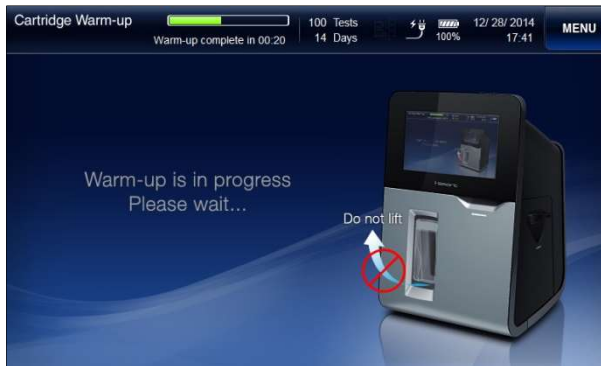 Cartridge Warm-up
Warm-up complete in 00:20
100 Tests
14 Days
100%
12/ 28/ 2014
17:41
MENU
Warm-up is in progress
Please wait...
Do not lift